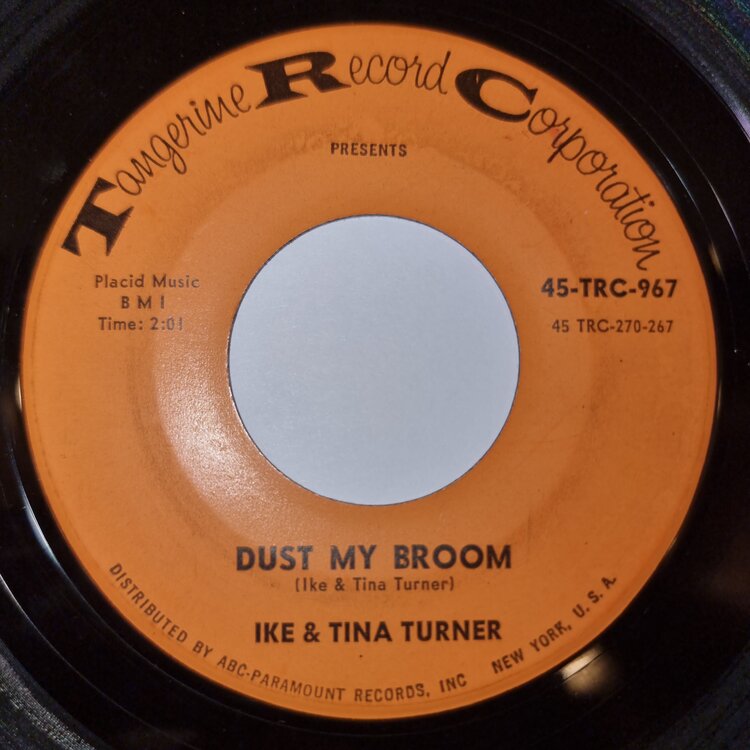 Tangerine Record Corporation
PRESENTS
Placid Music
B M I
Time: 2:01
45-TRC-967
45 TRC-270-267
DUST MY BROOM
(Ike & Tina Turner)
IKE & TINA TURNER
DISTRIBUTED BY ABC-PARAMOUNT RECORDS, INC NEW YORK, U. S. A.